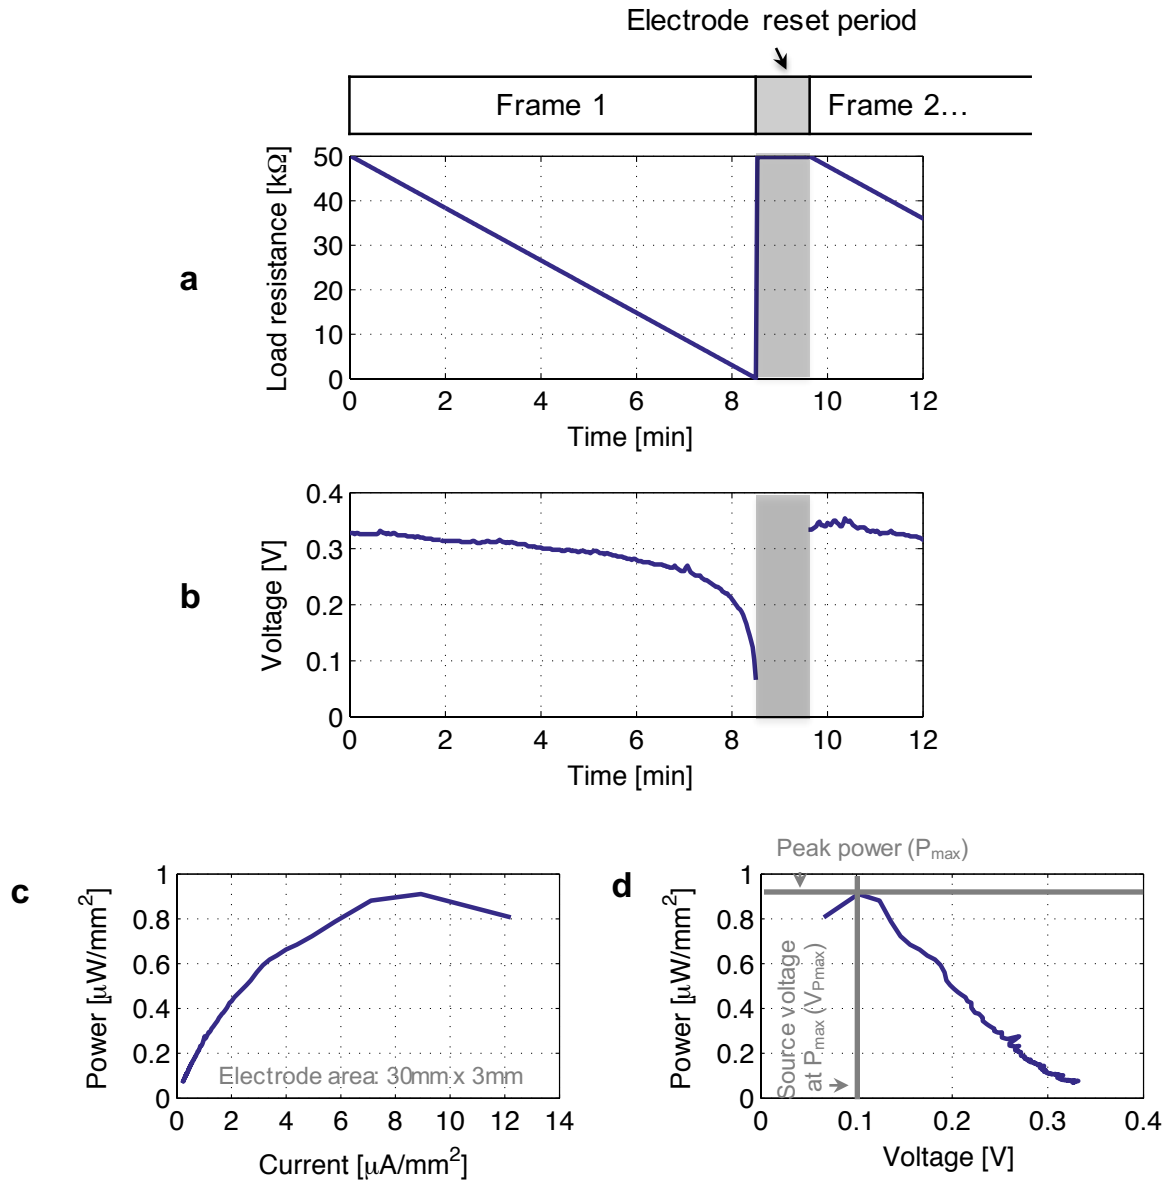 Electrode reset period
Frame 1
Frame 2…
a
Load resistance [kΩ]
50
40
30
20
10
0
0 2 4 6 8 10 12
Time [min]
b
Voltage [V]
0.4
0.3
0.2
0.1
0
0 2 4 6 8 10 12
Time [min]
c
Power [μW/mm²]
1
0.8
0.6
0.4
0.2
0
Electrode area: 30mm x 3mm
0 2 4 6 8 10 12 14
Current [μA/mm²]
d
Peak power (Pmax)
Power [μW/mm²]
1
0.8
0.6
0.4
0.2
0
Source voltage
at Pmax (VPmax)
0 0.1 0.2 0.3 0.4
Voltage [V]